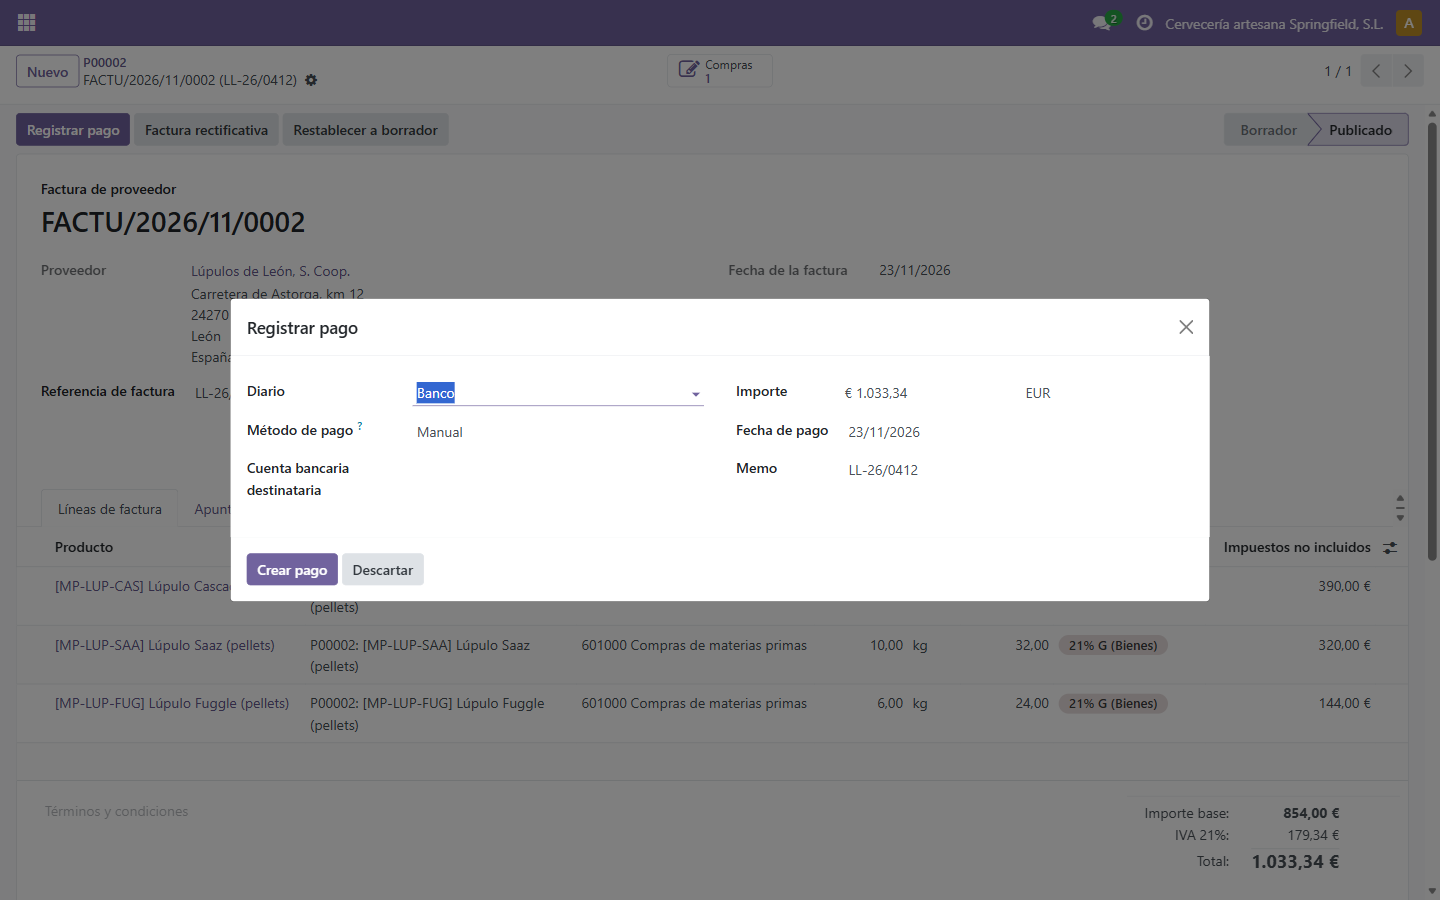 2
Cervecería artesana Springfield, S.L.
A
Nuevo
P00002
FACTU/2026/11/0002 (LL-26/0412)
Compras
1
1 / 1
Registrar pago
Factura rectificativa
Restablecer a borrador
Borrador
Publicado
Factura de proveedor
FACTU/2026/11/0002
Proveedor
Lúpulos de León, S. Coop.
Carretera de Astorga, km 12
24270
León
España
Fecha de la factura
23/11/2026
Referencia de factura
LL-26/
Registrar pago
Diario
Banco
Importe
€ 1.033,34
EUR
Método de pago ?
Manual
Fecha de pago
23/11/2026
Cuenta bancaria
destinataria
Memo
LL-26/0412
Crear pago
Descartar
Líneas de factura
Apunt
Producto
Impuestos no incluidos
[MP-LUP-CAS] Lúpulo Casca
(pellets)
390,00 €
[MP-LUP-SAA] Lúpulo Saaz (pellets)
P00002: [MP-LUP-SAA] Lúpulo Saaz
(pellets)
601000 Compras de materias primas
10,00 kg
32,00
21% G (Bienes)
320,00 €
[MP-LUP-FUG] Lúpulo Fuggle (pellets)
P00002: [MP-LUP-FUG] Lúpulo Fuggle
(pellets)
601000 Compras de materias primas
6,00 kg
24,00
21% G (Bienes)
144,00 €
Términos y condiciones
Importe base: 854,00 €
IVA 21%: 179,34 €
Total: 1.033,34 €